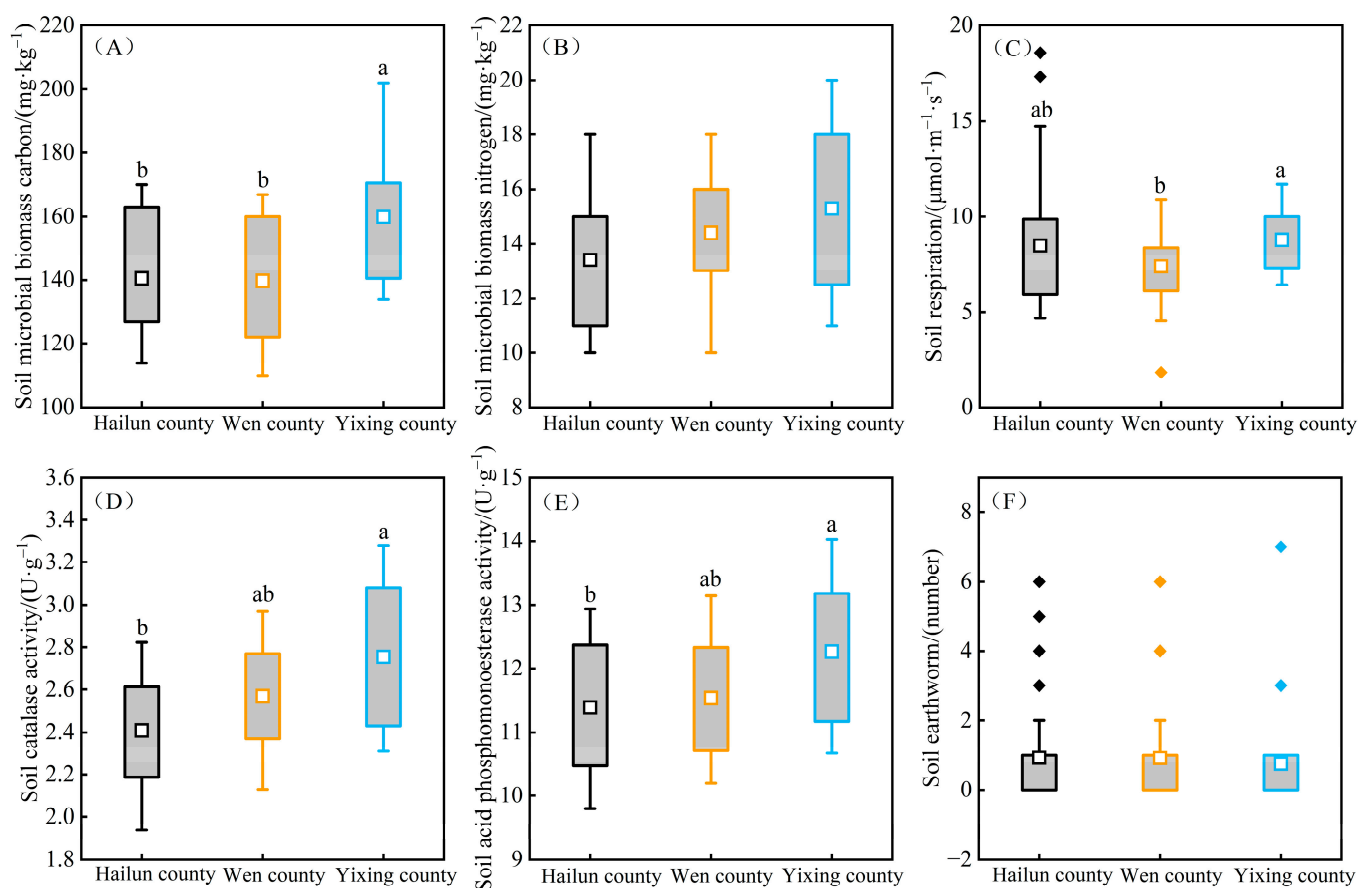 Soil microbial biomass carbon/(mg·kg⁻¹)
220
200
180
160
140
120
100
（A）
b
b
a
Hailun county
Wen county
Yixing county
Soil microbial biomass nitrogen/(mg·kg⁻¹)
22
20
18
16
14
12
10
8
（B）
Hailun county
Wen county
Yixing county
Soil respiration/(μmol·m⁻¹·s⁻¹)
20
15
10
5
0
（C）
ab
b
a
Hailun county
Wen county
Yixing county
Soil catalase activity/(U·g⁻¹)
3.6
3.4
3.2
3.0
2.8
2.6
2.4
2.2
2.0
1.8
（D）
b
ab
a
Hailun county
Wen county
Yixing county
Soil acid phosphomonoesterase activity/(U·g⁻¹)
15
14
13
12
11
10
9
（E）
b
ab
a
Hailun county
Wen county
Yixing county
Soil earthworm/(number)
8
6
4
2
0
−2
（F）
Hailun county
Wen county
Yixing county